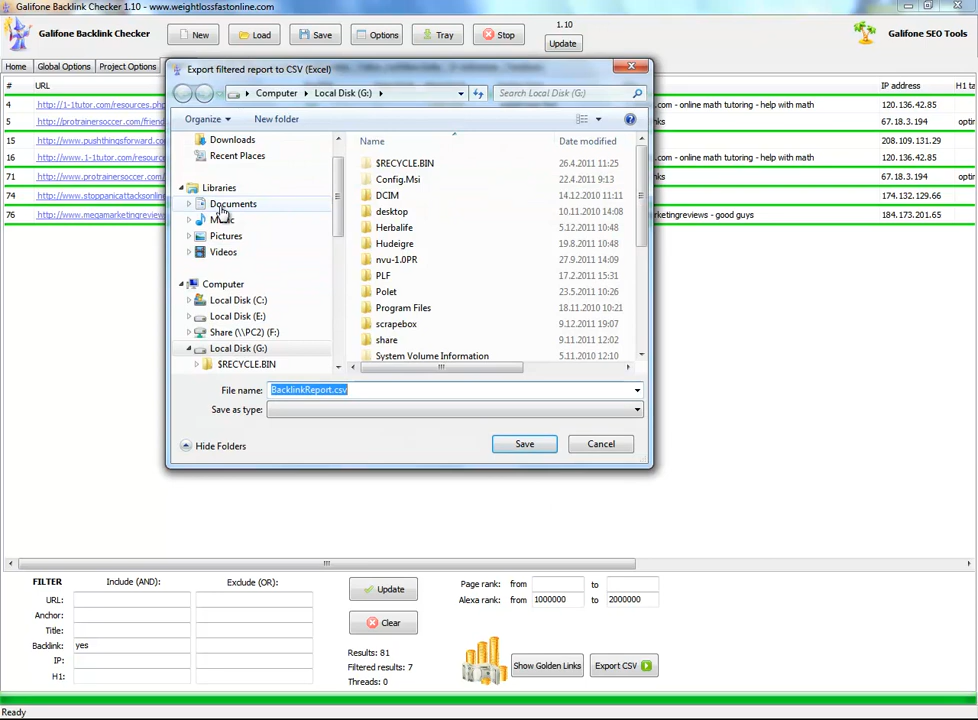 Galifone Backlink Checker 1.10 - www.weightlossfastonline.com
Galifone Backlink Checker
New
Load
Save
Options
Tray
Stop
1.10
Update
Galifone SEO Tools
Home
Global Options
Project Options
# URL IP address H1 ta
4 http://1-1tutor.com/resources.php .com - online math tutoring - help with math 120.136.42.85
5 http://protrainersoccer.com/friend nks 67.18.3.194 optin
15 http://www.pushthingsforward.com 208.109.131.29
16 http://www.1-1tutor.com/resource .com - online math tutoring - help with math 120.136.42.85
71 http://protrainersoccer.com/ nks 67.18.3.194 optin
74 http://www.stoppanicattacksonline 174.132.129.66
76 http://www.megamarketingreview rketingreviews - good guys 184.173.201.65
Export filtered report to CSV (Excel)
Computer
Local Disk (G:)
Search Local Disk (G:)
Organize
New folder
Downloads
Recent Places
Libraries
Documents
Music
Pictures
Videos
Computer
Local Disk (C:)
Local Disk (E:)
Share (\\PC2) (F:)
Local Disk (G:)
$RECYCLE.BIN
Name Date modified
$RECYCLE.BIN 26.4.2011 11:25
Config.Msi 22.4.2011 9:13
DCIM 14.12.2010 11:11
desktop 10.11.2010 14:08
Herbalife 5.12.2011 10:48
Hudeigre 19.8.2011 10:48
nvu-1.0PR 27.9.2011 14:09
PLF 17.2.2011 15:31
Polet 23.5.2011 10:26
Program Files 18.11.2010 10:21
scrapebox 9.12.2011 19:07
share 9.11.2011 12:02
System Volume Information 5.11.2010 12:10
File name: BacklinkReport.csv
Save as type:
Hide Folders
Save
Cancel
FILTER Include (AND): Exclude (OR):
URL:
Anchor:
Title:
Backlink: yes
IP:
H1:
Update
Clear
Results: 81
Filtered results: 7
Threads: 0
Page rank: from to
Alexa rank: from 1000000 to 2000000
Show Golden Links
Export CSV
Ready